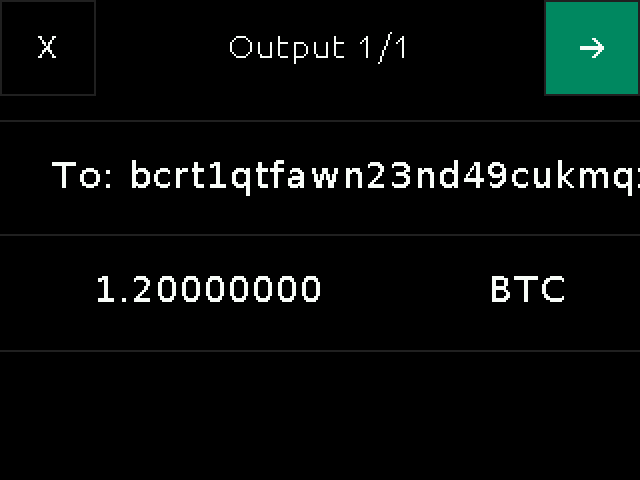 X Output 1/1 →
To: bcrt1qtfawn23nd49cukmq
1.20000000 BTC